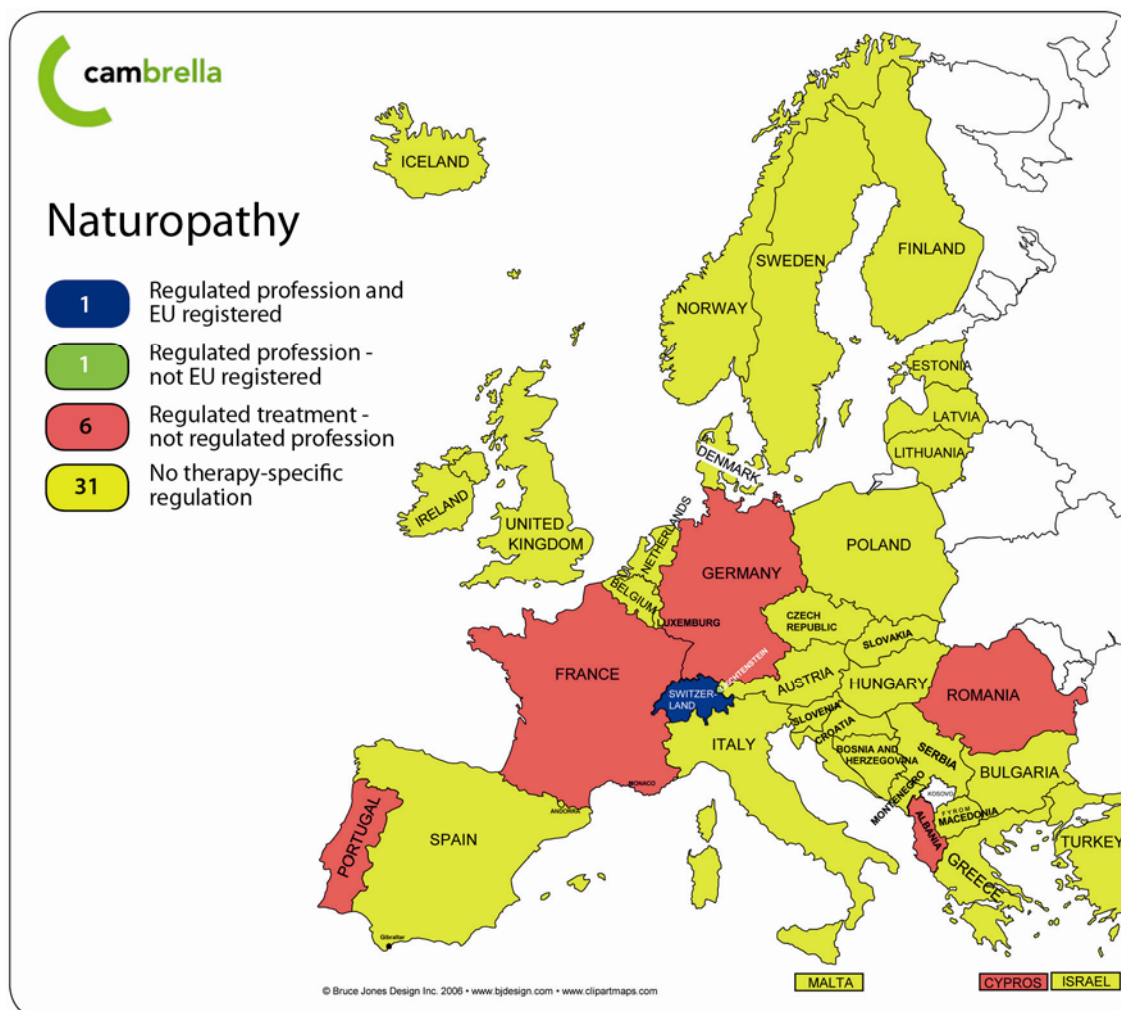 cambrella
Naturopathy
1
Regulated profession and
EU registered
1
Regulated profession -
not EU registered
6
Regulated treatment -
not regulated profession
31
No therapy-specific
regulation
ICELAND
FINLAND
SWEDEN
NORWAY
ESTONIA
LATVIA
LITHUANIA
DENMARK
IRELAND
UNITED
KINGDOM
NETHERLANDS
POLAND
GERMANY
BELGIUM
LUXEMBURG
CZECH
REPUBLIC
SLOVAKIA
LIECHTENSTEIN
FRANCE
AUSTRIA
HUNGARY
SWITZER-
LAND
ROMANIA
SLOVENIA
CROATIA
ITALY
BOSNIA AND
HERZEGOVINA
SERBIA
BULGARIA
MONACO
MONTENEGRO
KOSOVO
ANDORRA
FYROM
MACEDONIA
PORTUGAL
SPAIN
ALBANIA
TURKEY
GREECE
Gibraltar
MALTA
CYPROS
ISRAEL
© Bruce Jones Design Inc. 2006 • www.bjdesign.com • www.clipartmaps.com